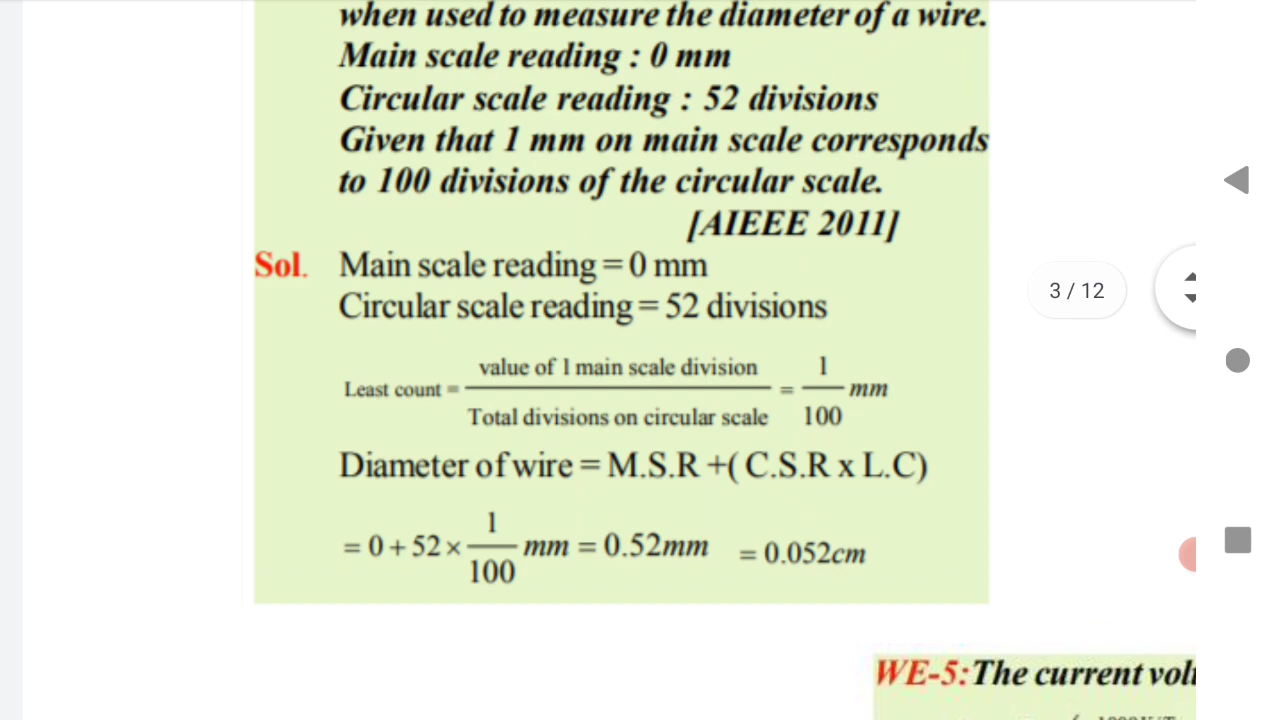 when used to measure the diameter of a wire.
Main scale reading : 0 mm
Circular scale reading : 52 divisions
Given that 1 mm on main scale corresponds
to 100 divisions of the circular scale.
[AIEEE 2011]
Sol. Main scale reading = 0 mm
Circular scale reading = 52 divisions
Least count = value of 1 main scale division / Total divisions on circular scale = 1/100 mm
Diameter of wire = M.S.R +( C.S.R x L.C)
= 0 + 52 × 1/100 mm = 0.52mm = 0.052cm
3 / 12
WE-5: The current